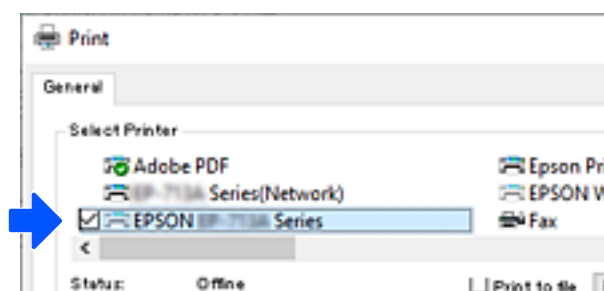 Print
General
Select Printer
Adobe PDF
Epson Pr
Series(Network)
EPSON W
EPSON Series
Fax
Status: Offline
Print to file